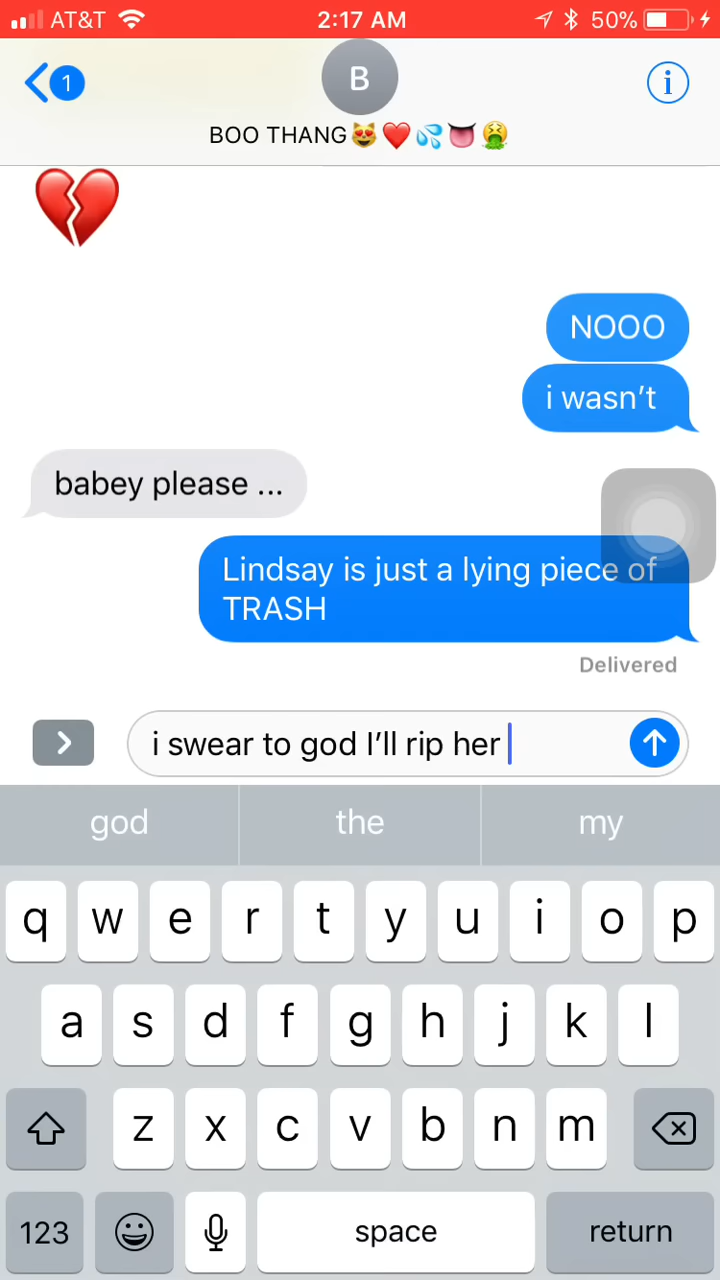 AT&T 2:17 AM 50%
1 B i
BOO THANG😻❤️💦👅🤮
💔
NOOO
i wasn’t
babey please ...
Lindsay is just a lying piece of
TRASH
Delivered
i swear to god I’ll rip her
god the my
q w e r t y u i o p
a s d f g h j k l
z x c v b n m
123 space return